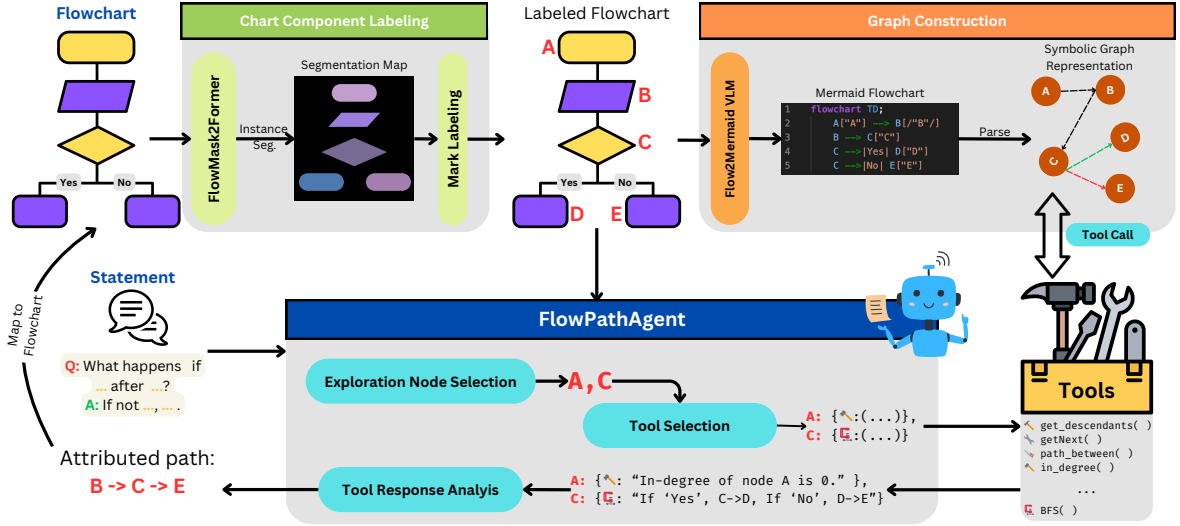 Flowchart
Chart Component Labeling
Labeled Flowchart
Graph Construction
Yes
No
FlowMask2Former
Instance
Seg.
Segmentation Map
Mark Labeling
A
B
C
Yes
No
D
E
Flow2Mermaid VLM
Mermaid Flowchart
1 flowchart TD;
2 A["A"] --> B[/"B"/]
3 B --> C["C"]
4 C -->|Yes| D["D"]
5 C -->|No| E["E"]
Parse
Symbolic Graph
Representation
A
B
C
D
E
Tool Call
Map to
Flowchart
Statement
Q: What happens if
... after ...?
A: If not ..., ... .
FlowPathAgent
Exploration Node Selection
A,C
Tool Selection
A: {:(...)},
C: {:(...)}
Tools
get_descendants( )
getNext( )
path_between( )
in_degree( )
...
BFS( )
Attributed path:
B -> C -> E
Tool Response Analyis
A: {: “In-degree of node A is 0.” },
C: {: “If ‘Yes’, C->D, If ‘No’, D->E”}